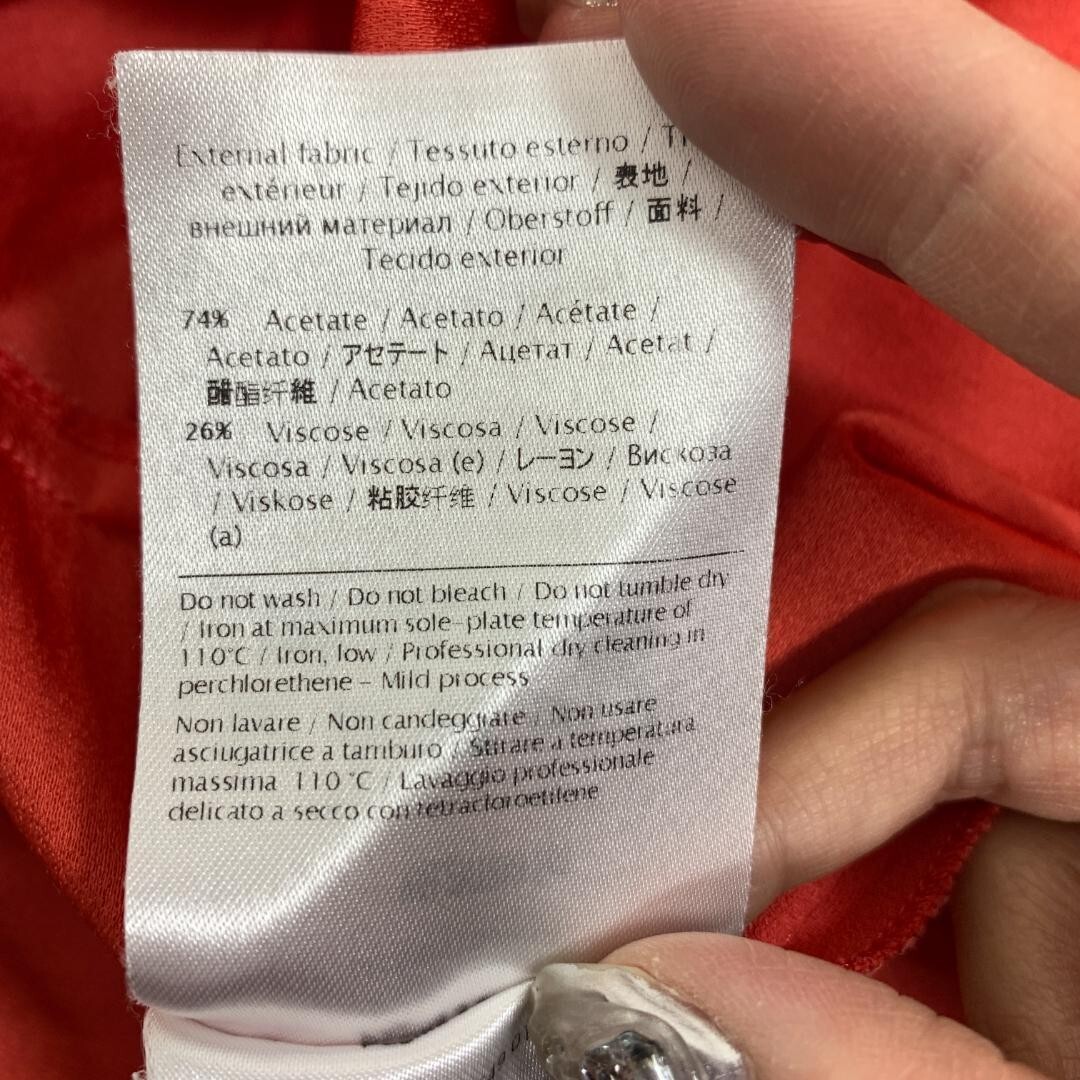 External fabric / Tessuto esterno /
extérieur / Tejido exterior / 表地 /
внешний материал / Oberstoff / 面料 /
Tecido exterior
74% Acetate / Acetato / Acétate /
Acetato / アセテート / Ацетат / Acetat /
醋酯纤維 / Acetato
26% Viscose / Viscosa / Viscose /
Viscosa / Viscosa (e) / レーヨン / Вискоза
/ Viskose / 粘胶纤维 / Viscose / Viscose
(a)
Do not wash / Do not bleach / Do not tumble dry
/ Iron at maximum sole-plate temperature of
110°C / Iron, low / Professional dry cleaning in
perchlorethene – Mild process
Non lavare / Non candeggiare / Non usare
asciugatrice a tamburo / Stirare a temperatura
massima 110 °C / Lavaggio professionale
delicato a secco con tetracloroetilene